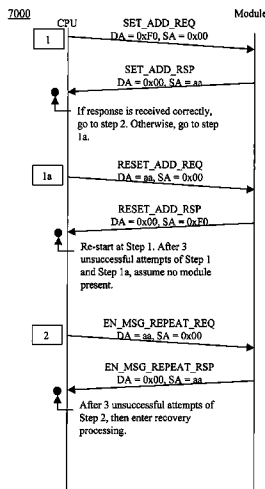 7000
CPU
Module
SET_ADD_REQ
1
DA = 0xF0, SA = 0x00
SET_ADD_RSP
DA = 0x00, SA = aa
If response is received correctly,
go to step 2. Otherwise, go to step
1a.
RESET_ADD_REQ
1a
DA = aa, SA = 0x00
RESET_ADD_RSP
DA = 0x00, SA = 0xF0
Re-start at Step 1. After 3
unsuccessful attempts of Step 1
and Step 1a, assume no module
present.
EN_MSG_REPEAT_REQ
2
DA = aa, SA = 0x00
EN_MSG_REPEAT_RSP
DA = 0x00, SA = aa
After 3 unsuccessful attempts of
Step 2, then enter recovery
processing.